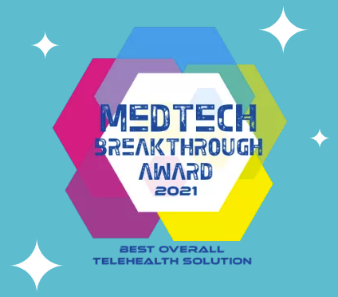 MEDTECH
BREAKTHROUGH
AWARD
2021
BEST OVERALL
TELEHEALTH SOLUTION